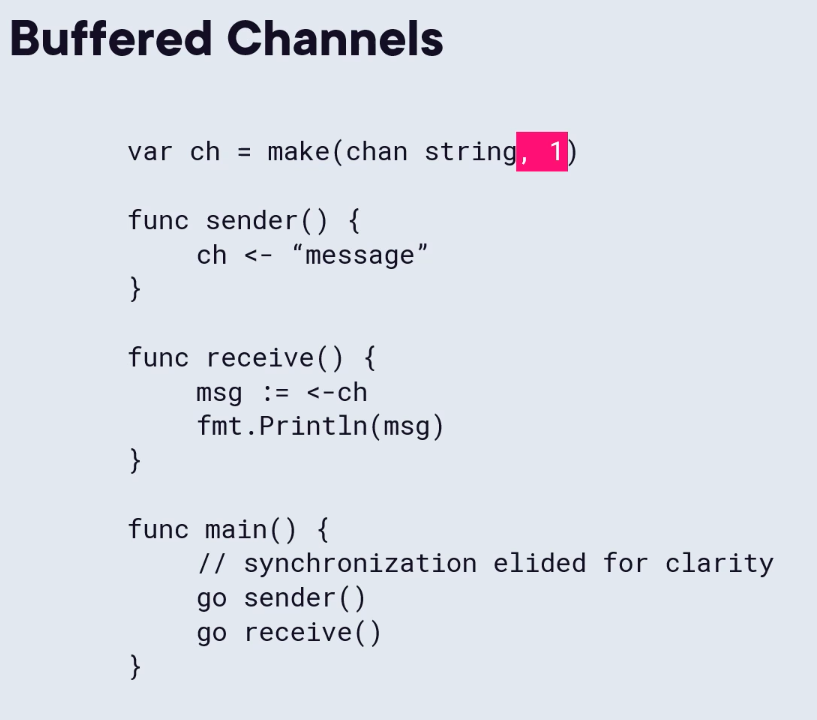 Buffered Channels
var ch = make(chan string, 1)
func sender() {
ch <- “message”
}
func receive() {
msg := <-ch
fmt.Println(msg)
}
func main() {
// synchronization elided for clarity
go sender()
go receive()
}